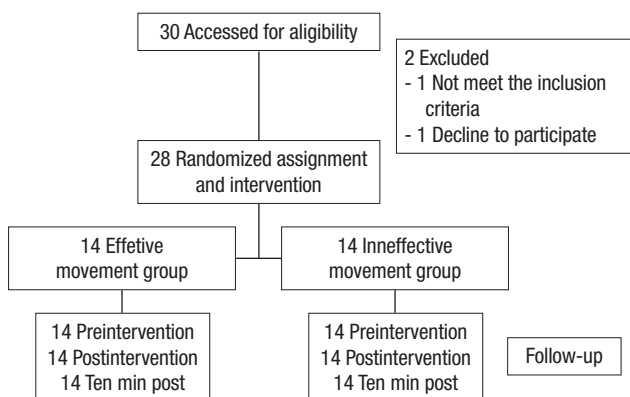 30 Accessed for aligibility
2 Excluded
- 1 Not meet the inclusion
criteria
- 1 Decline to participate
28 Randomized assignment
and intervention
14 Effetive
movement group
14 Inneffective
movement group
14 Preintervention
14 Postintervention
14 Ten min post
14 Preintervention
14 Postintervention
14 Ten min post
Follow-up